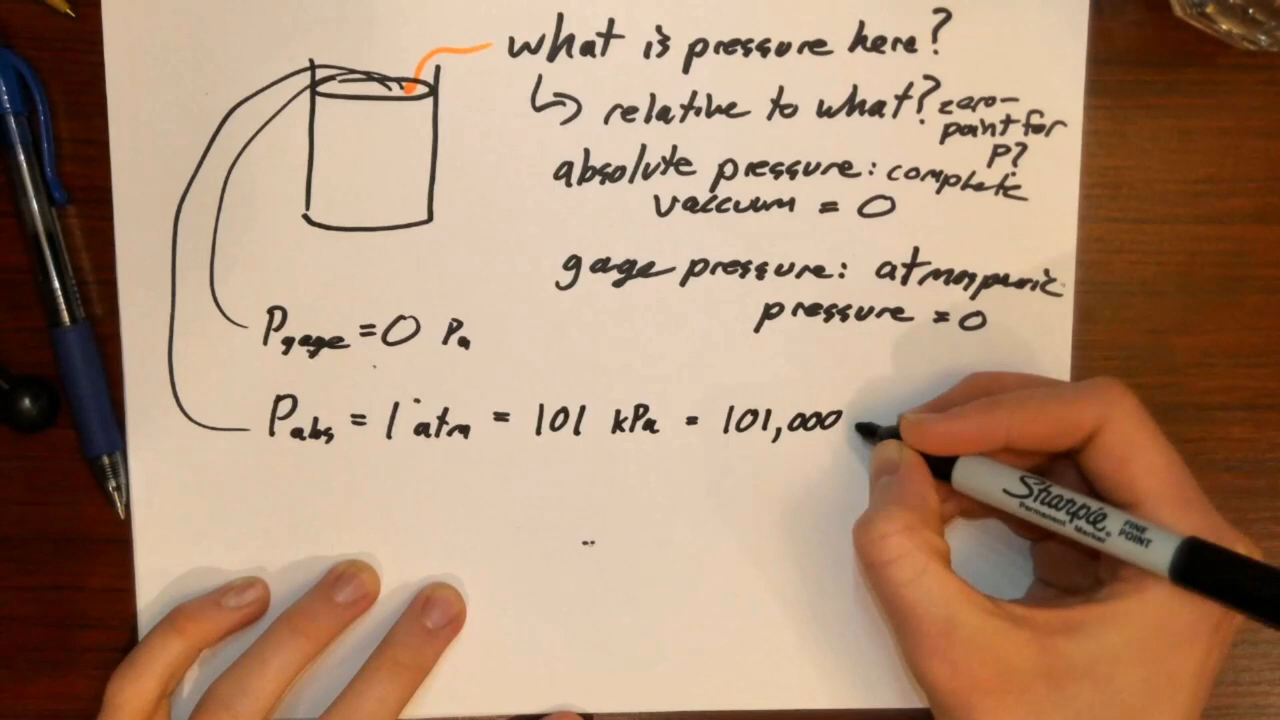 what is pressure here?
↳ relative to what? zero-
point for
P?
absolute pressure: complete
vaccuum = 0
gage pressure: atmospheric
pressure = 0
Pgage = 0 Pa
Pabs = 1 atm = 101 kPa = 101,000
Sharpie.
Permanent Marker
FINE
POINT